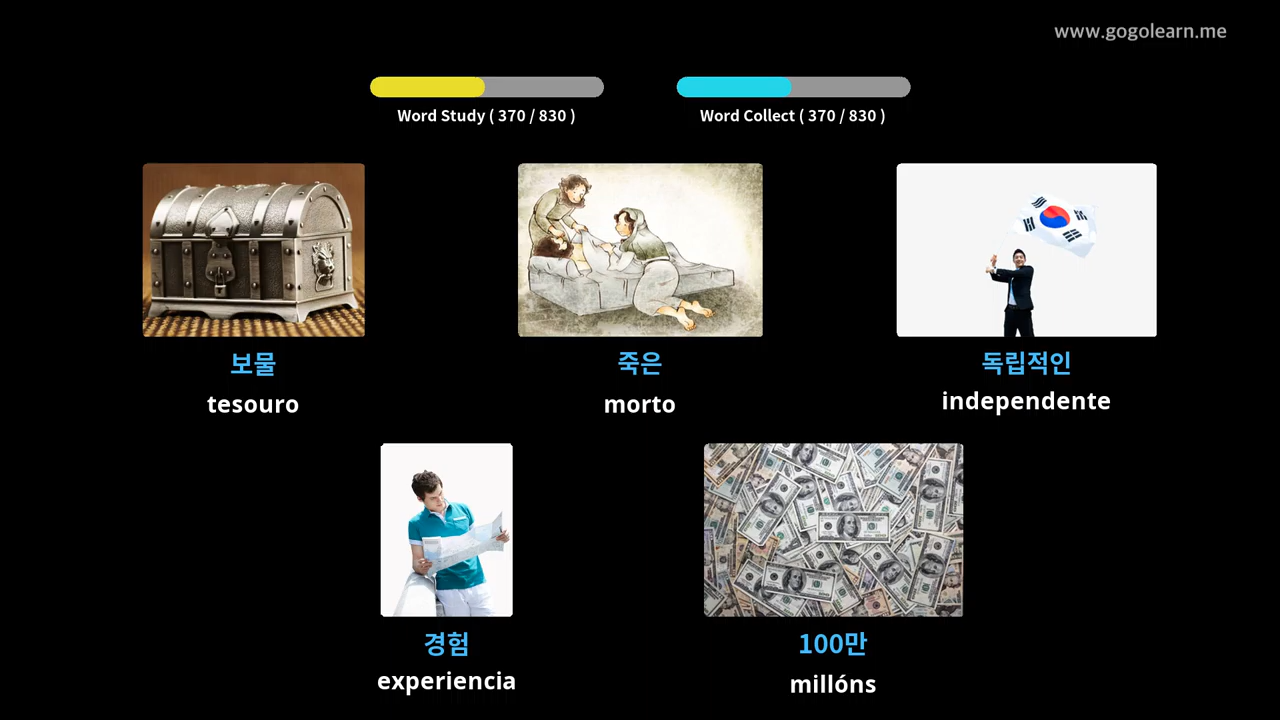 www.gogolearn.me
Word Study ( 370 / 830 )
Word Collect ( 370 / 830 )
보물
tesouro
죽은
morto
독립적인
independente
경험
experiencia
100만
millóns